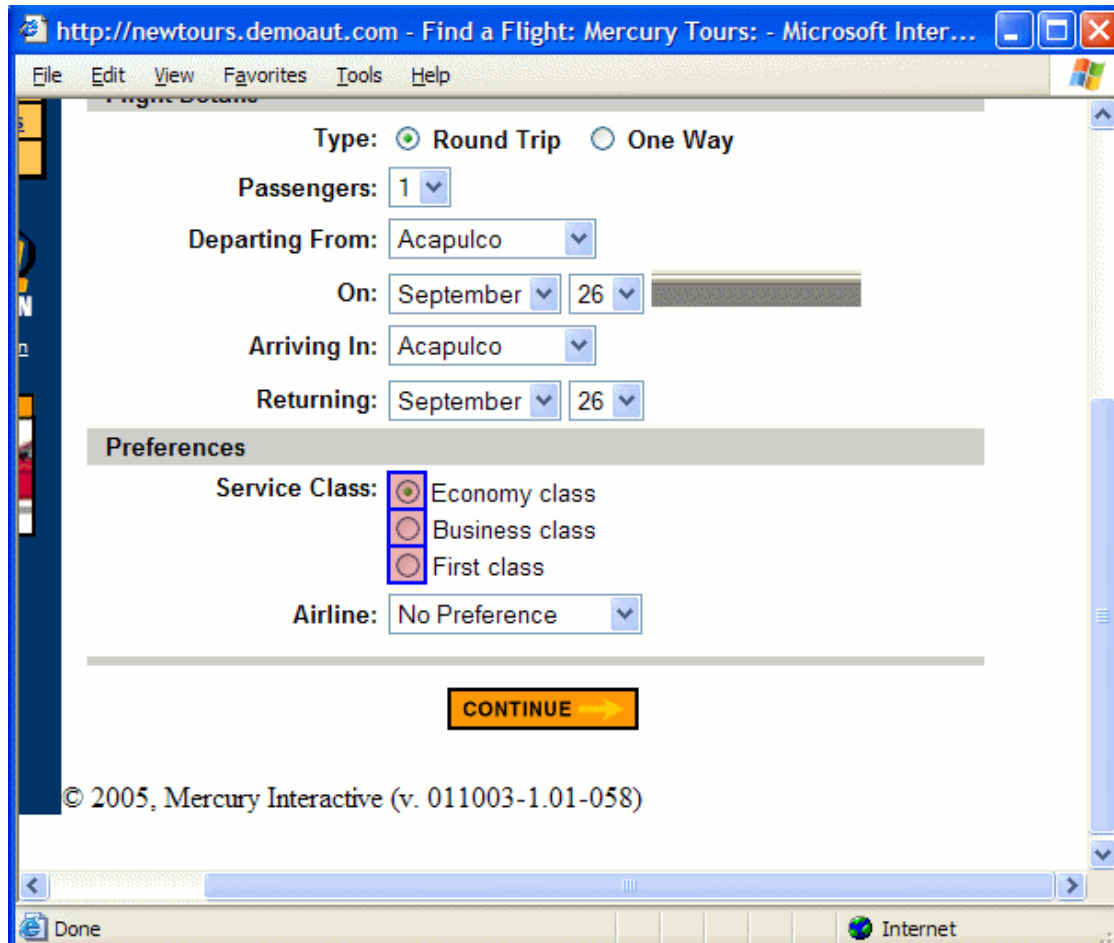 http://newtours.demoaut.com - Find a Flight: Mercury Tours: - Microsoft Inter...
File Edit View Favorites Tools Help
Flight Details
Type: Round Trip One Way
Passengers: 1
Departing From: Acapulco
On: September 26
Arriving In: Acapulco
Returning: September 26
Preferences
Service Class: Economy class
Business class
First class
Airline: No Preference
CONTINUE
© 2005, Mercury Interactive (v. 011003-1.01-058)
Done Internet